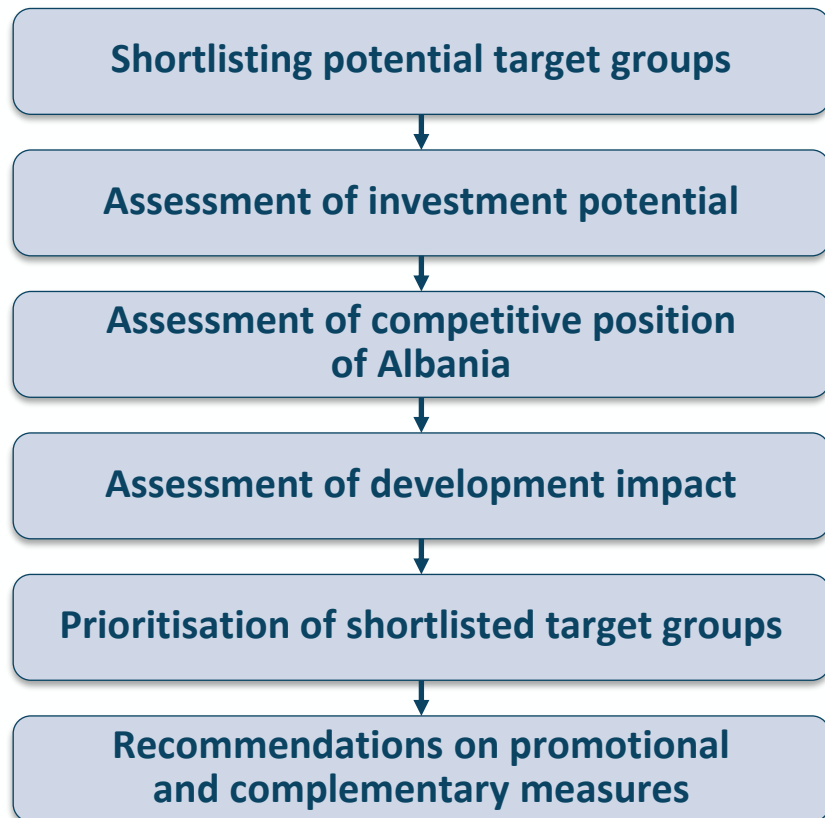 Shortlisting potential target groups
Assessment of investment potential
Assessment of competitive position
of Albania
Assessment of development impact
Prioritisation of shortlisted target groups
Recommendations on promotional
and complementary measures